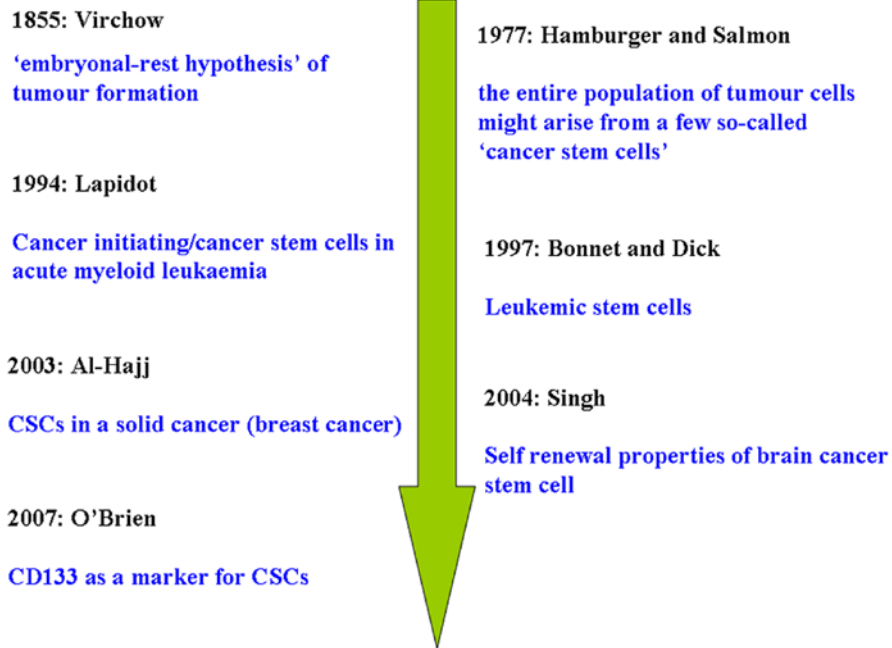 1855: Virchow
‘embryonal-rest hypothesis’ of
tumour formation
1977: Hamburger and Salmon
the entire population of tumour cells
might arise from a few so-called
‘cancer stem cells’
1994: Lapidot
Cancer initiating/cancer stem cells in
acute myeloid leukaemia
1997: Bonnet and Dick
Leukemic stem cells
2003: Al-Hajj
CSCs in a solid cancer (breast cancer)
2004: Singh
Self renewal properties of brain cancer
stem cell
2007: O’Brien
CD133 as a marker for CSCs